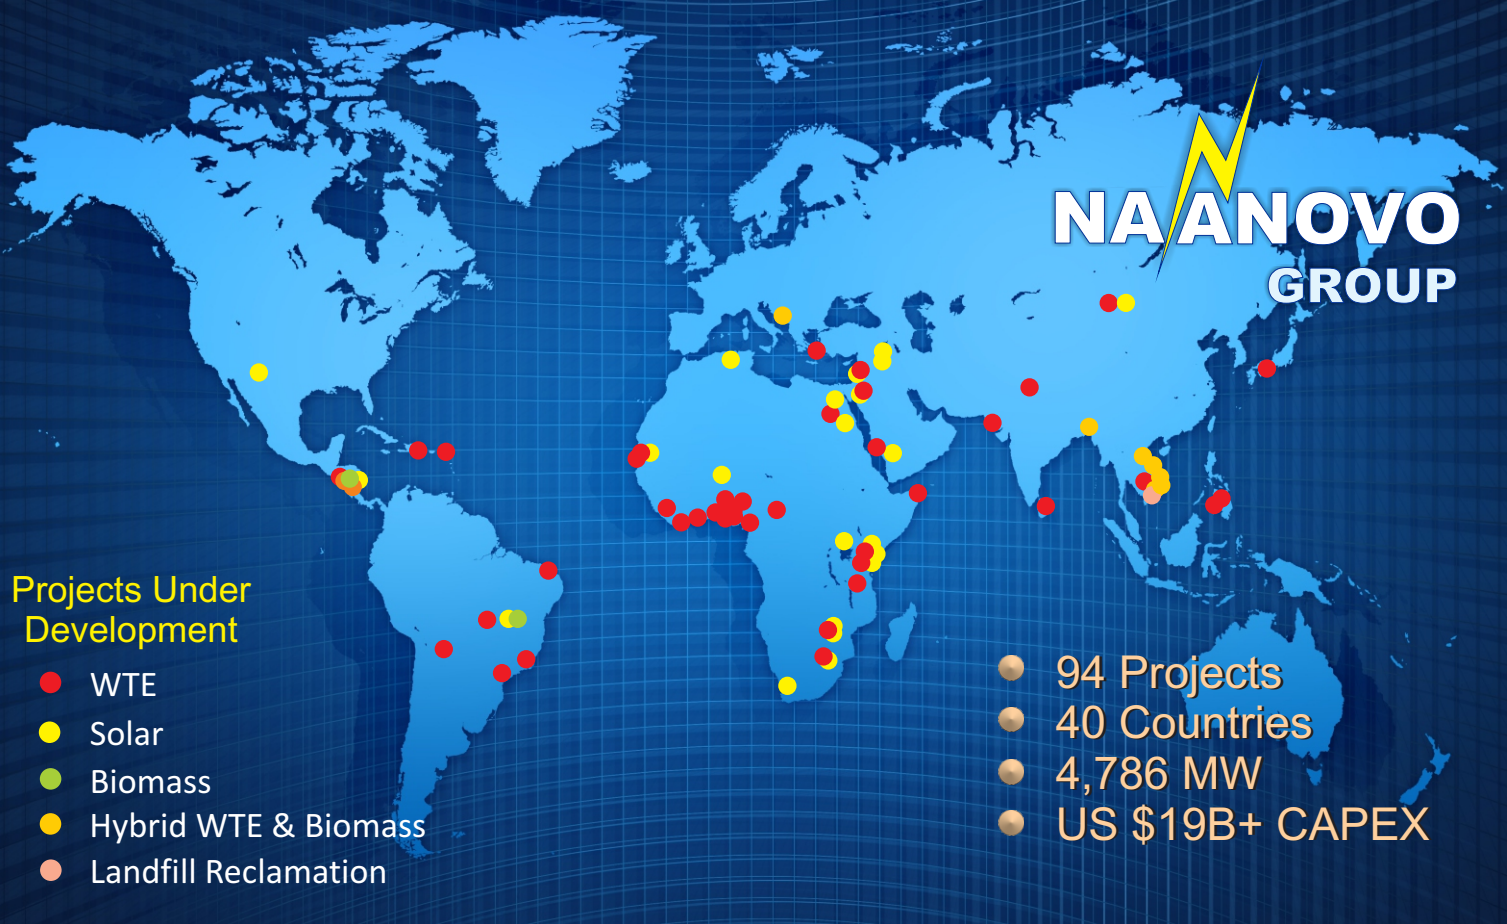 NAANOVO
GROUP
Projects Under
Development
WTE
Solar
Biomass
Hybrid WTE & Biomass
Landfill Reclamation
94 Projects
40 Countries
4,786 MW
US $19B+ CAPEX